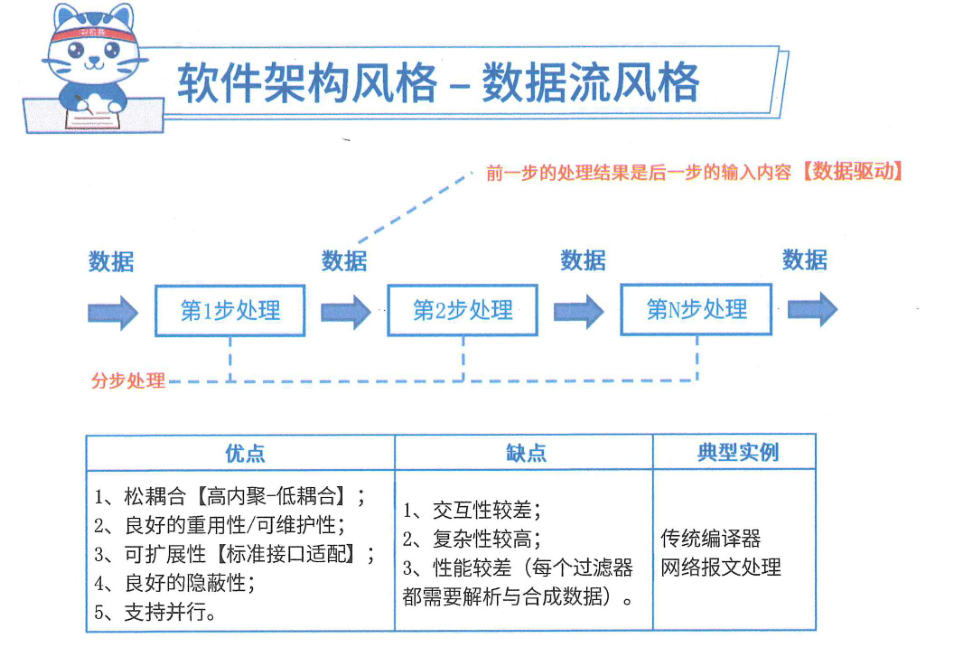 软件架构风格 – 数据流风格
前一步的处理结果是后一步的输入内容【数据驱动】
数据
数据
数据
数据
第1步处理
第2步处理
第N步处理
分步处理
优点
缺点
典型实例
1、松耦合【高内聚-低耦合】;
2、良好的重用性/可维护性;
3、可扩展性【标准接口适配】;
4、良好的隐蔽性;
5、支持并行。
1、交互性较差;
2、复杂性较高;
3、性能较差（每个过滤器
都需要解析与合成数据）。
传统编译器
网络报文处理